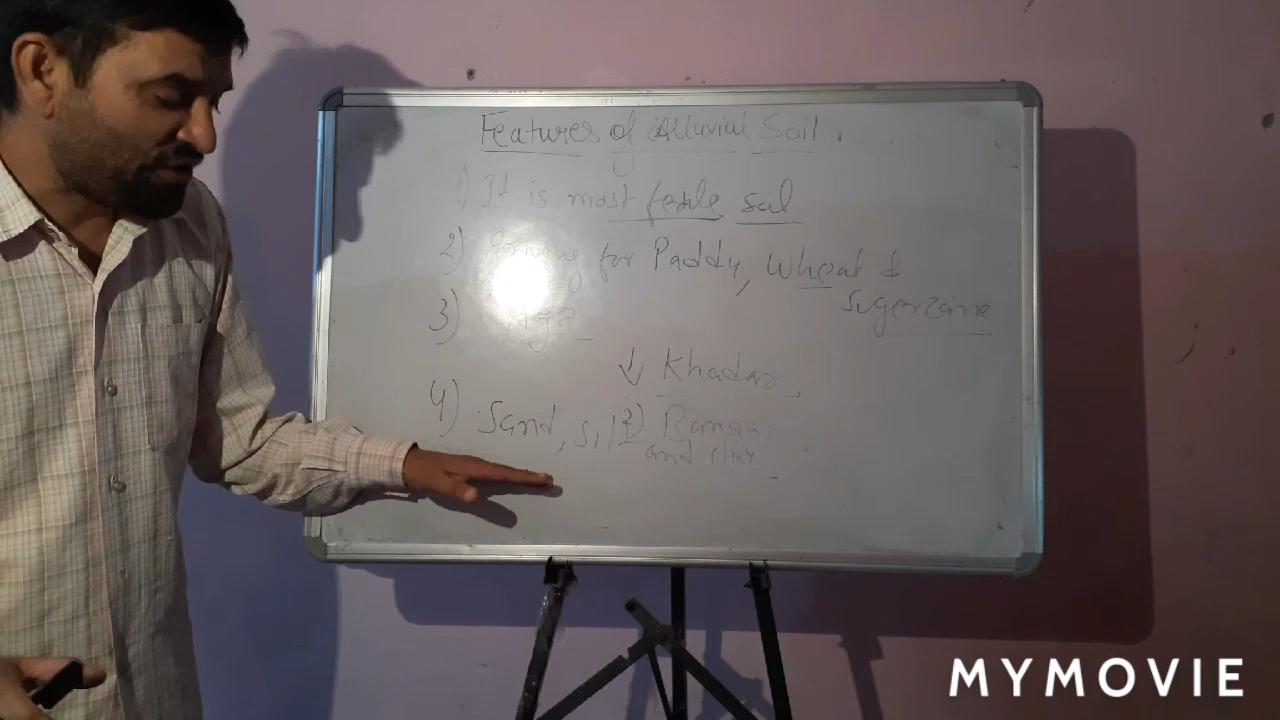 Features of Alluvial Soil.
1) It is most fertile soil
2) for Paddy, Wheat &
Sugarcane
3) Age
↓ Khadar,
4) Sand, silt 2) Bangar
and clay
MYMOVIE